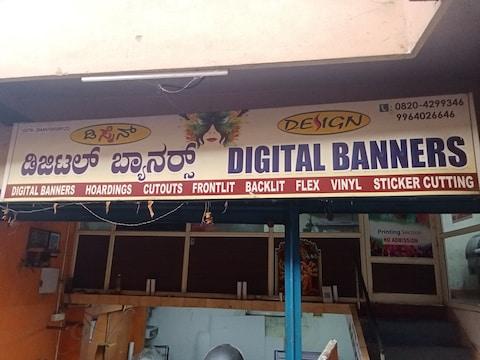 ಡಿಸೈನ್
DESIGN
0820-4299346
9964026646
ಡಿಜಿಟಲ್ ಬ್ಯಾನರ್ಸ್
DIGITAL BANNERS
DIGITAL BANNERS HOARDINGS CUTOUTS FRONTLIT BACKLIT FLEX VINYL STICKER CUTTING
Printing Section
NO ADMISSION